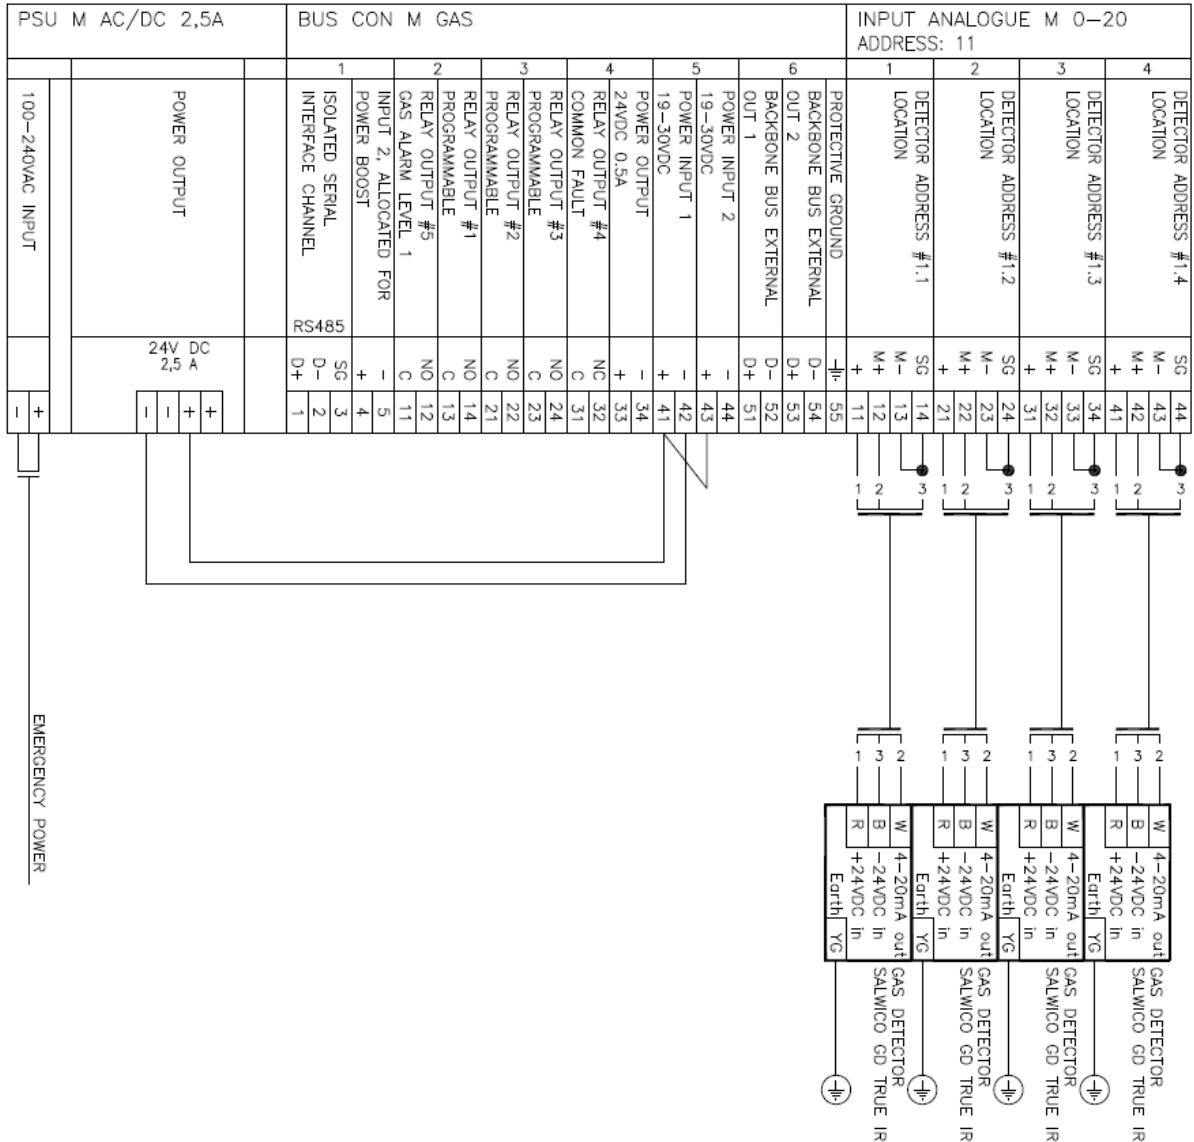 PSU M AC/DC 2,5A
BUS CON M GAS
INPUT ANALOGUE M 0-20
ADDRESS: 11
1
2
3
4
5
6
1
2
3
4
100-240VAC INPUT
POWER OUTPUT
ISOLATED SERIAL
INTERFACE CHANNEL
INPUT 2, ALLOCATED FOR
POWER BOOST
RELAY OUTPUT #5
GAS ALARM LEVEL 1
RELAY OUTPUT #1
PROGRAMMABLE
RELAY OUTPUT #2
PROGRAMMABLE
RELAY OUTPUT #3
PROGRAMMABLE
RELAY OUTPUT #4
COMMON FAULT
POWER OUTPUT
24VDC 0.5A
POWER INPUT 1
19-30VDC
POWER INPUT 2
19-30VDC
BACKBONE BUS EXTERNAL
OUT 1
BACKBONE BUS EXTERNAL
OUT 2
PROTECTIVE GROUND
DETECTOR ADDRESS #1.1
LOCATION
DETECTOR ADDRESS #1.2
LOCATION
DETECTOR ADDRESS #1.3
LOCATION
DETECTOR ADDRESS #1.4
LOCATION
RS485
24V DC
2,5 A
D+ D- SG + - C NO C NO C NO C NO C NC + - + - + - D+ D- D+ D- + M+ M- SG + M+ M- SG + M+ M- SG + M+ M- SG
- + - - + + 1 2 3 4 5 11 12 13 14 21 22 23 24 31 32 33 34 41 42 43 44 51 52 53 54 55 11 12 13 14 21 22 23 24 31 32 33 34 41 42 43 44
1 2 3 1 2 3 1 2 3 1 2 3
1 3 2 1 3 2 1 3 2 1 3 2
EMERGENCY POWER
W 4-20mA out
B -24VDC in
R +24VDC in
Earth YG
GAS DETECTOR
SALWICO GD TRUE IR
W 4-20mA out
B -24VDC in
R +24VDC in
Earth YG
GAS DETECTOR
SALWICO GD TRUE IR
W 4-20mA out
B -24VDC in
R +24VDC in
Earth YG
GAS DETECTOR
SALWICO GD TRUE IR
W 4-20mA out
B -24VDC in
R +24VDC in
Earth YG
GAS DETECTOR
SALWICO GD TRUE IR